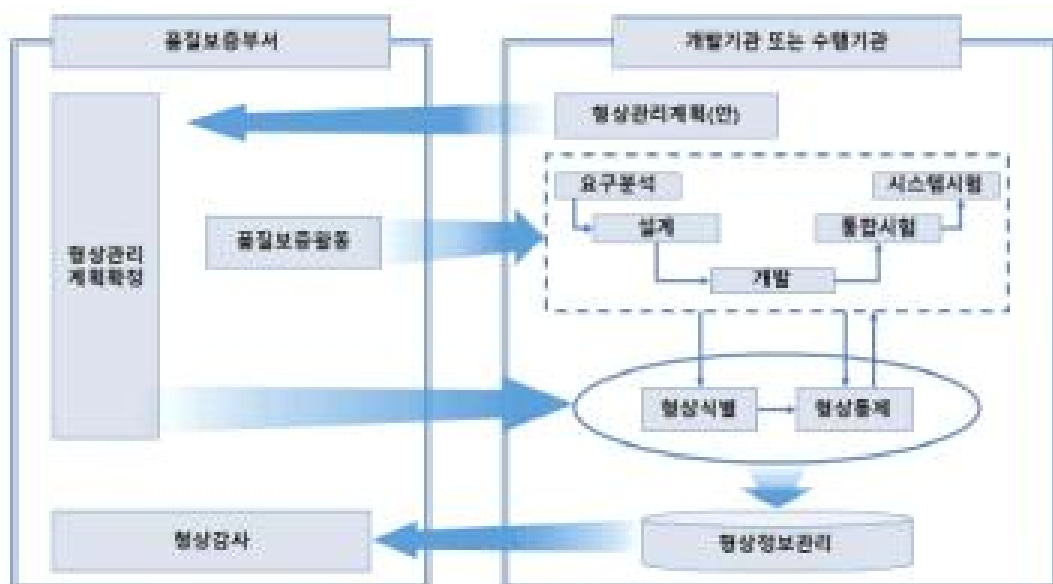 품질보증부서
개발기관 또는 수행기관
형상관리계획(안)
요구분석
시스템시험
설계
통합시험
품질보증활동
형상관리
계획확정
개발
형상식별
형상통제
형상감사
형상정보관리